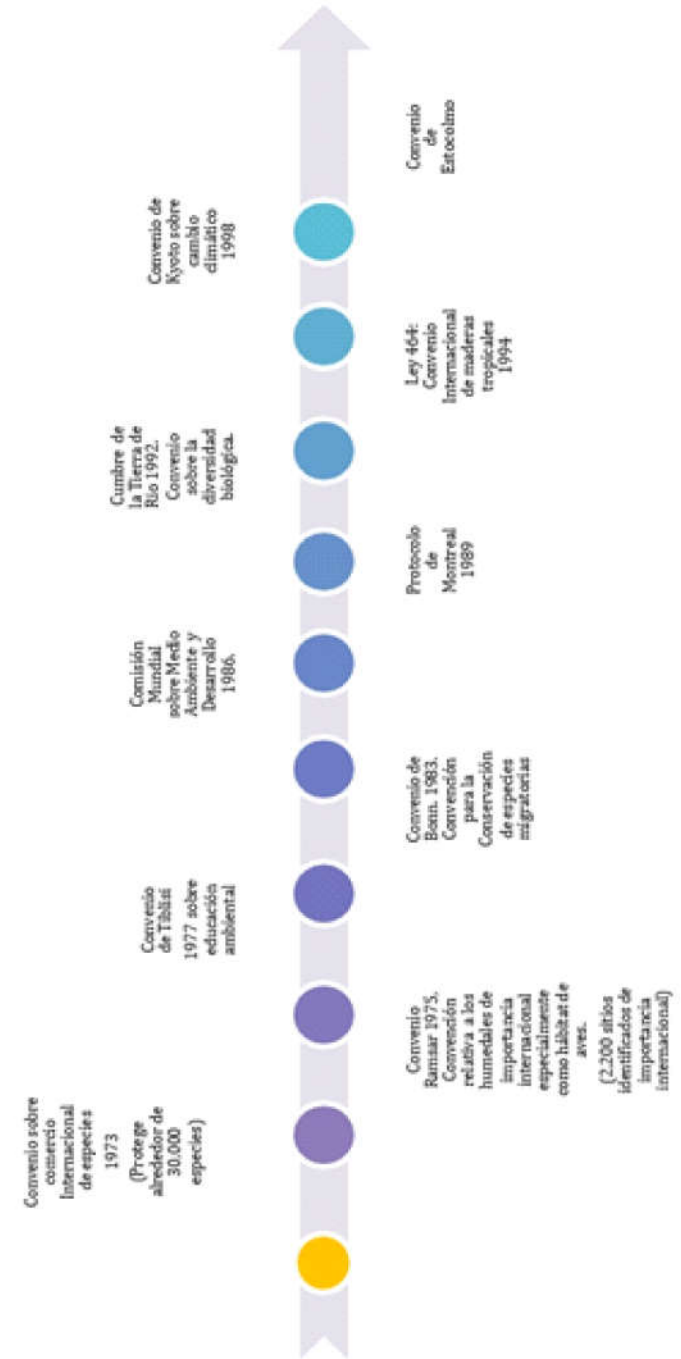 Convenio sobre
comercio
Internacional
de especies
1973
(Protege
alrededor de
30.000
especies)
Convenio
Ramsar 1975.
Convención
relativa a los
humedales de
importancia
internacional
especialmente
como hábitat de
aves.
(2.200 sitios
identificados de
importancia
internacional)
Convenio
de Tiblisi
1977 sobre
educación
ambiental
Convenio de
Bonn. 1983.
Convención
para la
Conservación
de especies
migratorias
Comisión
Mundial
sobre Medio
Ambiente y
Desarrollo
1986.
Protocolo
de
Montreal
1989
Cumbre de
la Tierra de
Río 1992.
Convenio
sobre la
diversidad
biológica.
Ley 464:
Convenio
Internacional
de maderas
tropicales
1994
Convenio de
Kyoto sobre
cambio
climático
1998
Convenio
de
Estocolmo